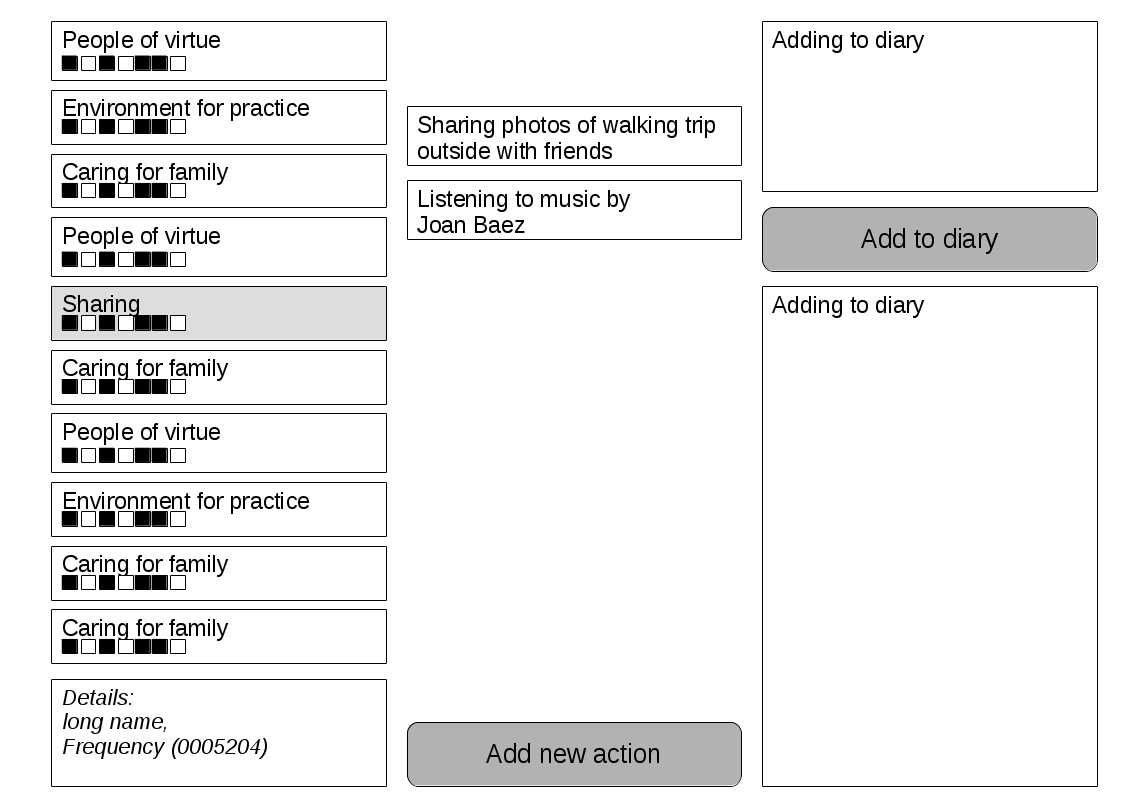 People of virtue
Environment for practice
Caring for family
People of virtue
Sharing
Caring for family
People of virtue
Environment for practice
Caring for family
Caring for family
Details:
long name,
Frequency (0005204)
Sharing photos of walking trip
outside with friends
Listening to music by
Joan Baez
Add new action
Adding to diary
Add to diary
Adding to diary